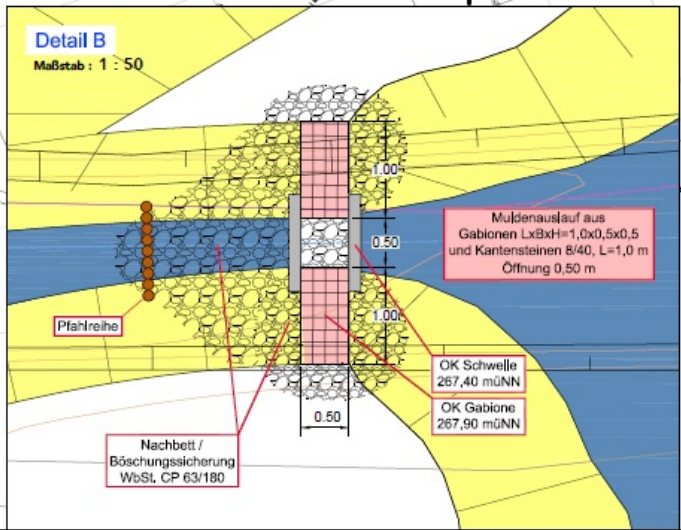 Detail B
Maßstab : 1 : 50
1.00
Muldenauslauf aus
Gabionen LxBxH=1,0x0,5x0,5
und Kantensteinen 8/40, L=1,0 m
Öffnung 0,50 m
0.50
Pfahlreihe
1.00
OK Schwelle
267,40 müNN
OK Gabione
267,90 müNN
0.50
Nachbett /
Böschungssicherung
WbSt. CP 63/180